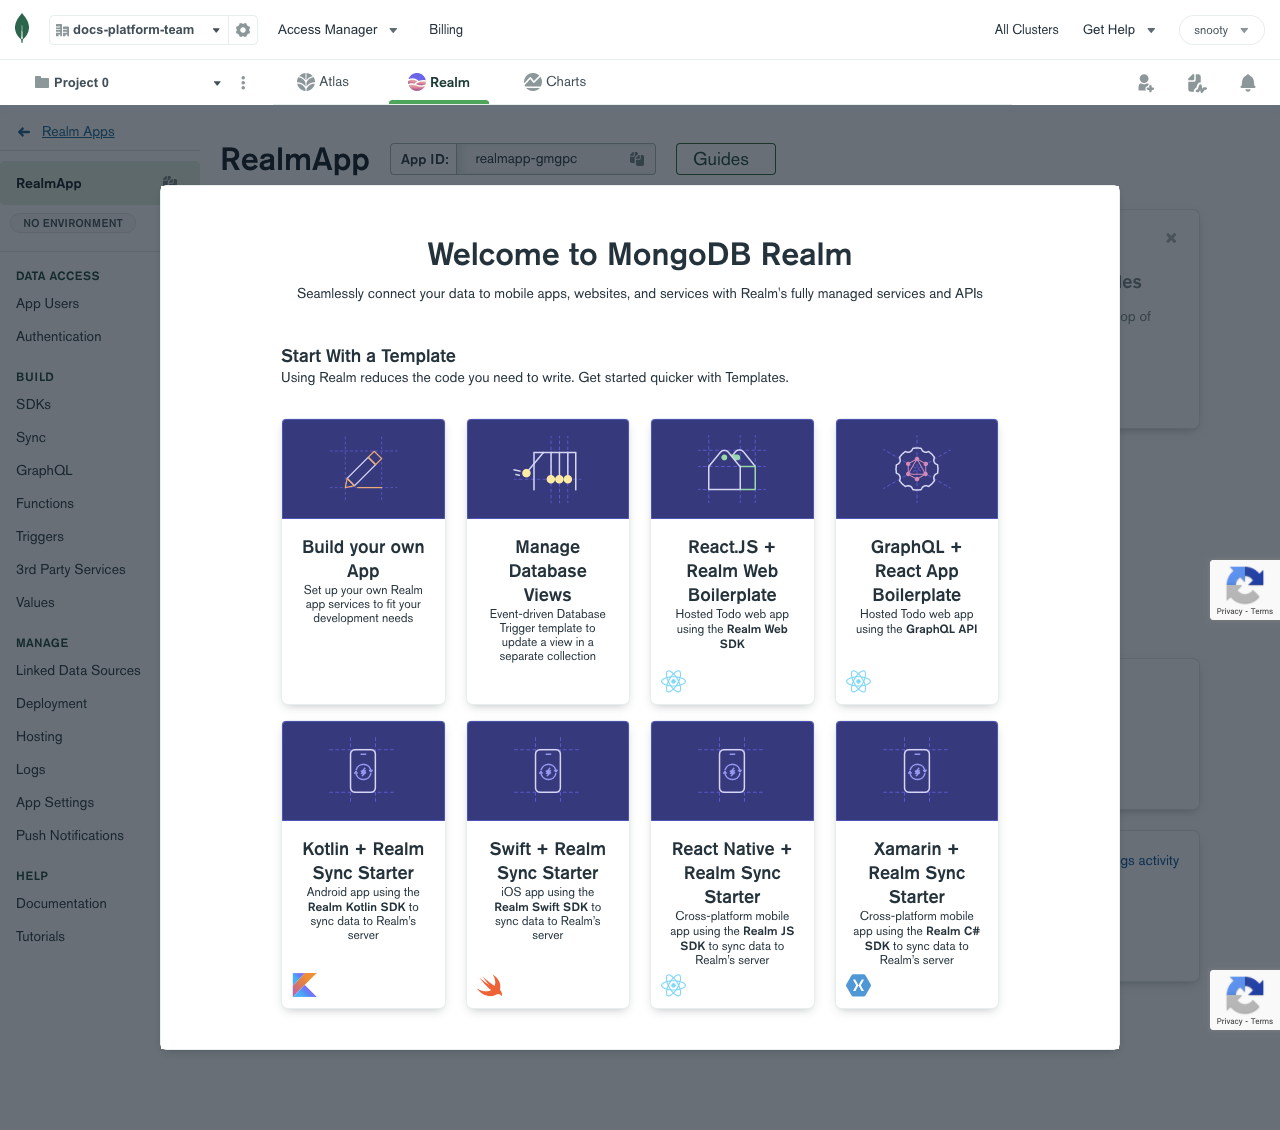 docs-platform-team
Access Manager
Billing
All Clusters
Get Help
snooty
Project 0
Atlas
Realm
Charts
Realm Apps
RealmApp
App ID:
realmapp-gmgpc
Guides
RealmApp
NO ENVIRONMENT
DATA ACCESS
App Users
Authentication
BUILD
SDKs
Sync
GraphQL
Functions
Triggers
3rd Party Services
Values
MANAGE
Linked Data Sources
Deployment
Hosting
Logs
App Settings
Push Notifications
HELP
Documentation
Tutorials
Welcome to MongoDB Realm
Seamlessly connect your data to mobile apps, websites, and services with Realm's fully managed services and APIs
Start With a Template
Using Realm reduces the code you need to write. Get started quicker with Templates.
Build your own
App
Set up your own Realm
app services to fit your
development needs
Manage
Database
Views
Event-driven Database
Trigger template to
update a view in a
separate collection
React.JS +
Realm Web
Boilerplate
Hosted Todo web app
using the Realm Web
SDK
GraphQL +
React App
Boilerplate
Hosted Todo web app
using the GraphQL API
Kotlin + Realm
Sync Starter
Android app using the
Realm Kotlin SDK to
sync data to Realm's
server
Swift + Realm
Sync Starter
iOS app using the
Realm Swift SDK to
sync data to Realm's
server
React Native +
Realm Sync
Starter
Cross-platform mobile
app using the Realm JS
SDK to sync data to
Realm's server
Xamarin +
Realm Sync
Starter
Cross-platform mobile
app using the Realm C#
SDK to sync data to
Realm's server
les
op of
gs activity
Privacy - Terms
Privacy - Terms